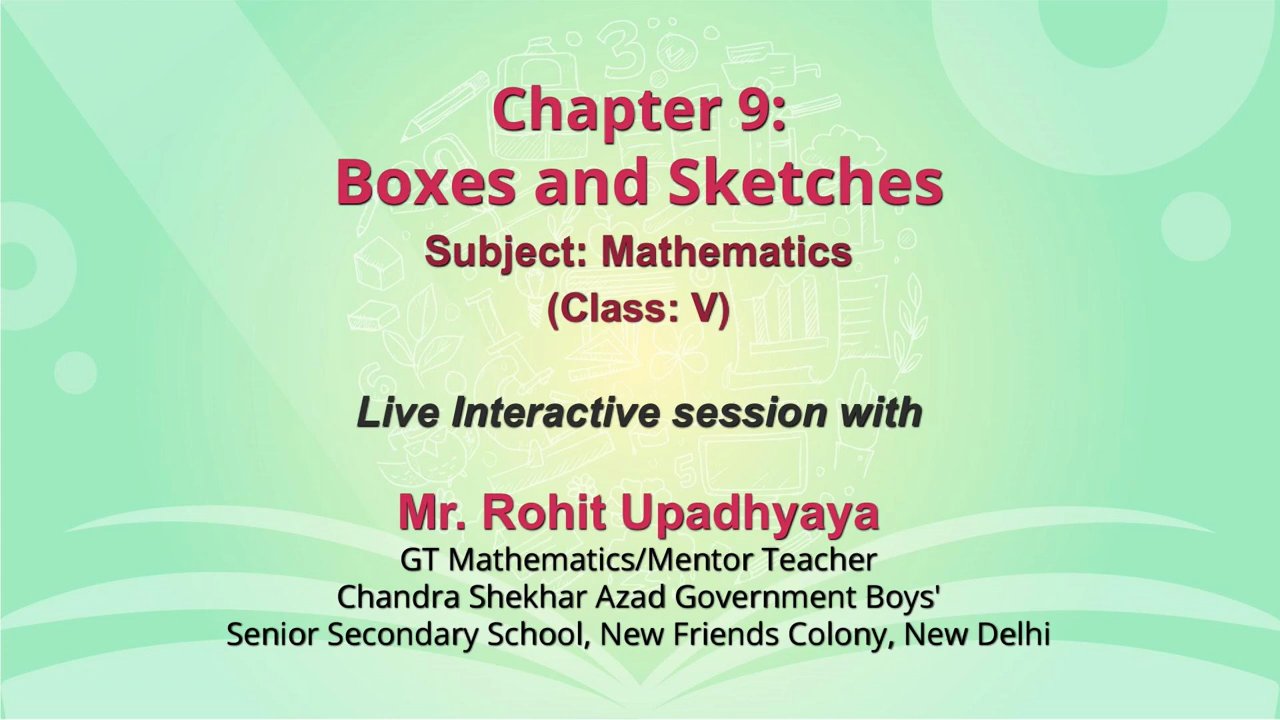 Chapter 9:
Boxes and Sketches
Subject: Mathematics
(Class: V)
Live Interactive session with
Mr. Rohit Upadhyaya
GT Mathematics/Mentor Teacher
Chandra Shekhar Azad Government Boys'
Senior Secondary School, New Friends Colony, New Delhi